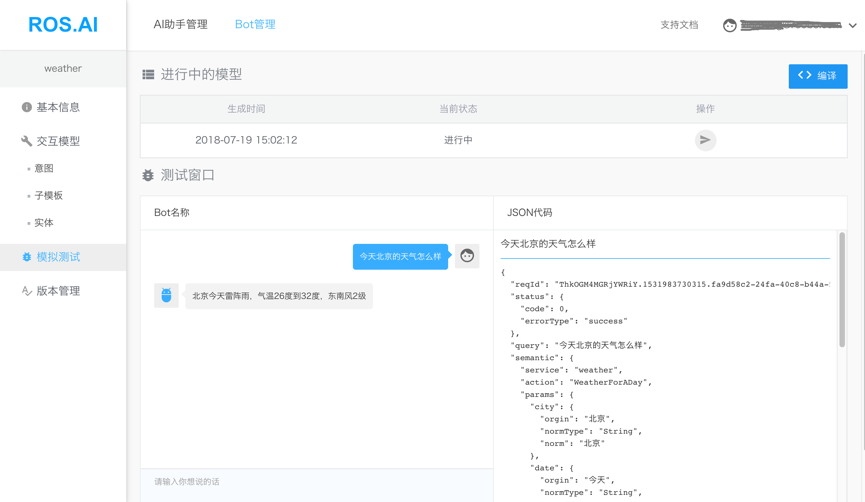 ROS.AI
AI助手管理
Bot管理
支持文档
weather
基本信息
交互模型
意图
子模板
实体
模拟测试
版本管理
进行中的模型
编译
生成时间
当前状态
操作
2018-07-19 15:02:12
进行中
测试窗口
Bot名称
今天北京的天气怎么样
北京今天雷阵雨，气温26度到32度，东南风2级
请输入你想说的话
JSON代码
今天北京的天气怎么样
{
"reqId": "ThkOGM4MGRjYWRiY.1531983730315.fa9d58c2-24fa-40c8-b44a-
"status": {
"code": 0,
"errorType": "success"
},
"query": "今天北京的天气怎么样",
"semantic": {
"service": "weather",
"action": "WeatherForADay",
"params": {
"city": {
"orgin": "北京",
"normType": "String",
"norm": "北京"
},
"date": {
"orgin": "今天",
"normType": "String",